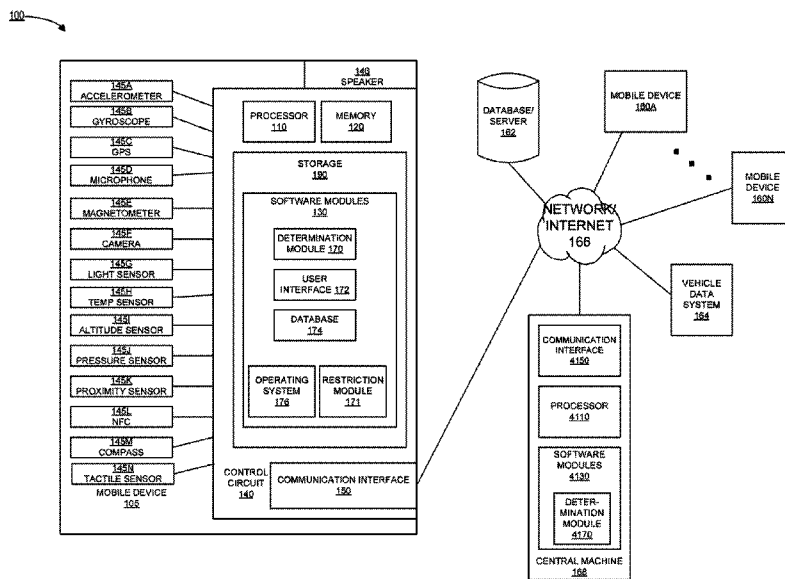 100
148
SPEAKER
145A
ACCELEROMETER
145B
GYROSCOPE
145C
GPS
145D
MICROPHONE
145E
MAGNETOMETER
145F
CAMERA
145G
LIGHT SENSOR
145H
TEMP SENSOR
145I
ALTITUDE SENSOR
145J
PRESSURE SENSOR
145K
PROXIMITY SENSOR
145L
NFC
145M
COMPASS
145N
TACTILE SENSOR
MOBILE DEVICE
105
PROCESSOR
110
MEMORY
120
STORAGE
190
SOFTWARE MODULES
130
DETERMINATION
MODULE 170
USER
INTERFACE 172
DATABASE
174
OPERATING
SYSTEM
176
RESTRICTION
MODULE
171
CONTROL
CIRCUIT
140
COMMUNICATION INTERFACE
150
DATABASE/
SERVER
162
MOBILE DEVICE
160A
MOBILE
DEVICE
160N
NETWORK/
INTERNET
166
VEHICLE
DATA
SYSTEM
164
COMMUNICATION
INTERFACE
4150
PROCESSOR
4110
SOFTWARE
MODULES
4130
DETER-
MINATION
MODULE
4170
CENTRAL MACHINE
168